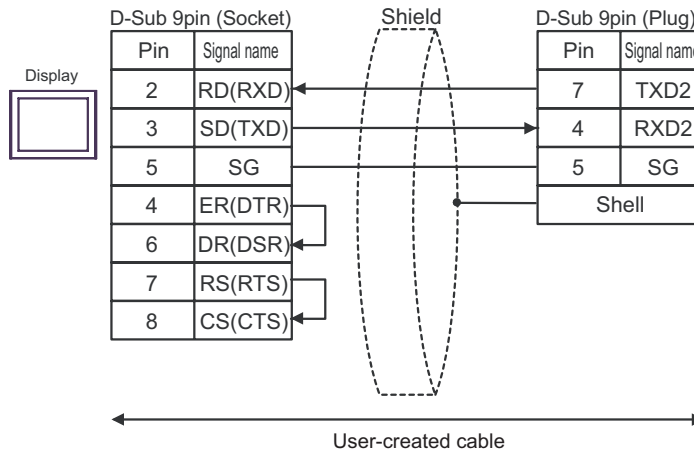 D-Sub 9pin (Socket) Shield D-Sub 9pin (Plug)
Pin Signal name Pin Signal name
Display
2 RD(RXD) 7 TXD2
3 SD(TXD) 4 RXD2
5 SG 5 SG
4 ER(DTR) Shell
6 DR(DSR)
7 RS(RTS)
8 CS(CTS)
User-created cable